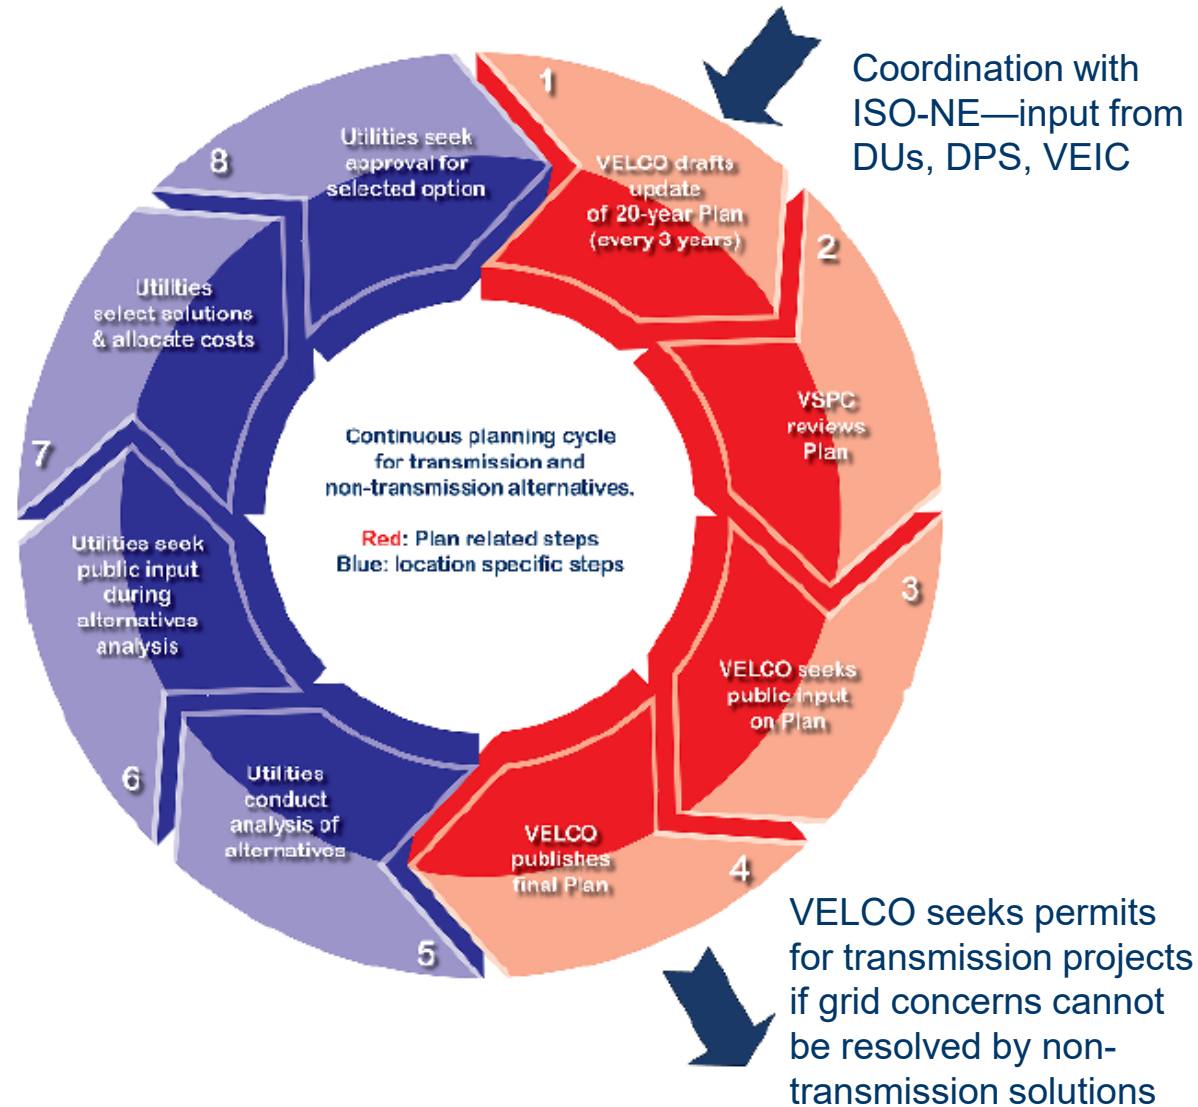 Coordination with
ISO-NE—input from
DUs, DPS, VEIC
1
VELCO drafts
update
of 20-year Plan
(every 3 years)
2
VSPC
reviews
Plan
3
VELCO seeks
public input
on Plan
4
VELCO
publishes
final Plan
5
Utilities
conduct
analysis of
alternatives
6
Utilities seek
public input
during
alternatives
analysis
7
Utilities
select solutions
& allocate costs
8
Utilities seek
approval for
selected option
Continuous planning cycle
for transmission and
non-transmission alternatives.
Red: Plan related steps
Blue: location specific steps
VELCO seeks permits
for transmission projects
if grid concerns cannot
be resolved by non-
transmission solutions